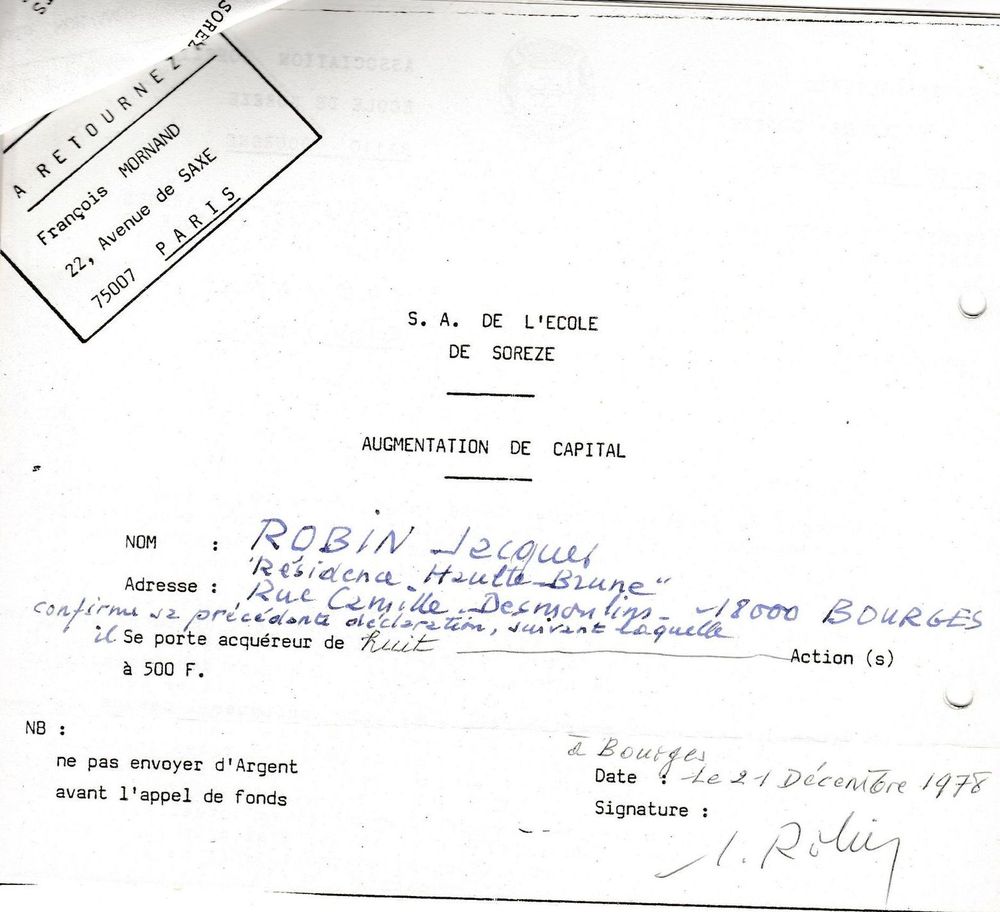 SOREZ
A RETOURNEZ
François MORNAND
22, Avenue de SAXE
75007 PARIS
S. A. DE L'ECOLE
DE SOREZE
AUGMENTATION DE CAPITAL
NOM : ROBIN Jacques
"Résidence Haulte-Brune"
Adresse : Rue Camille-Desmoulins - 18000 BOURGES
confirme sa précédente déclaration, suivant laquelle
il Se porte acquéreur de huit Action (s)
à 500 F.
NB :
ne pas envoyer d'Argent
avant l'appel de fonds
à Bourges
Date : Le 21 Décembre 1978
Signature :
J. Robin